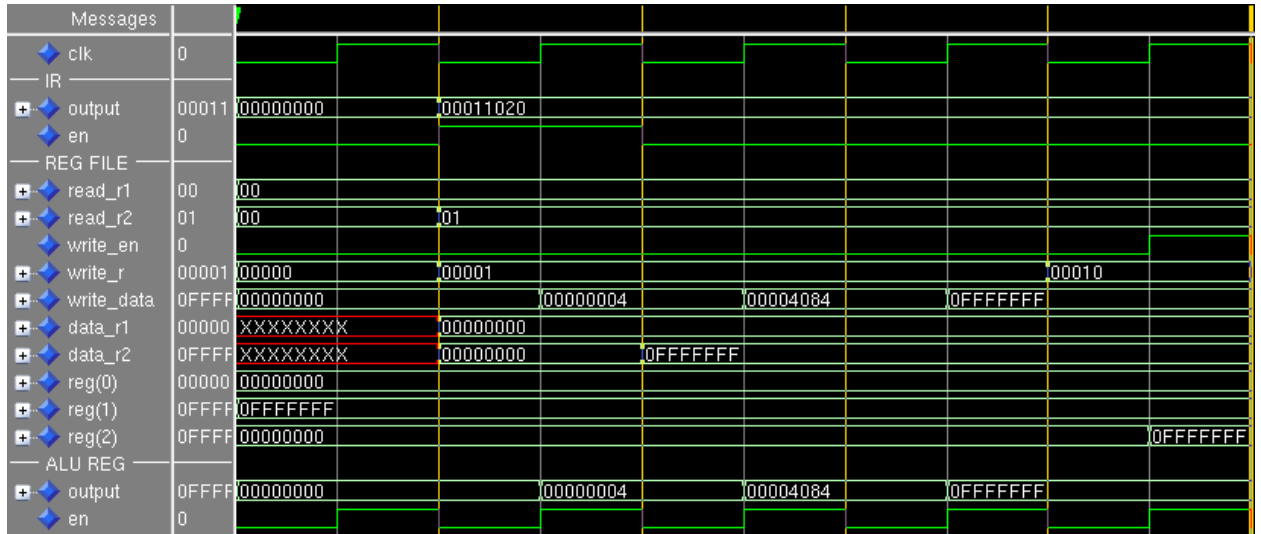 Messages
clk 0
IR
output 00011 00000000 00011020
en 0
REG FILE
read_r1 00 00
read_r2 01 00 01
write_en 0
write_r 00001 00000 00001 00010
write_data 0FFFF 00000000 00000004 00004084 0FFFFFFF
data_r1 00000 XXXXXXXX 00000000
data_r2 0FFFF XXXXXXXX 00000000 0FFFFFFF
reg(0) 00000 00000000
reg(1) 0FFFF 0FFFFFFF
reg(2) 0FFFF 00000000 0FFFFFFF
ALU REG
output 0FFFF 00000000 00000004 00004084 0FFFFFFF
en 0